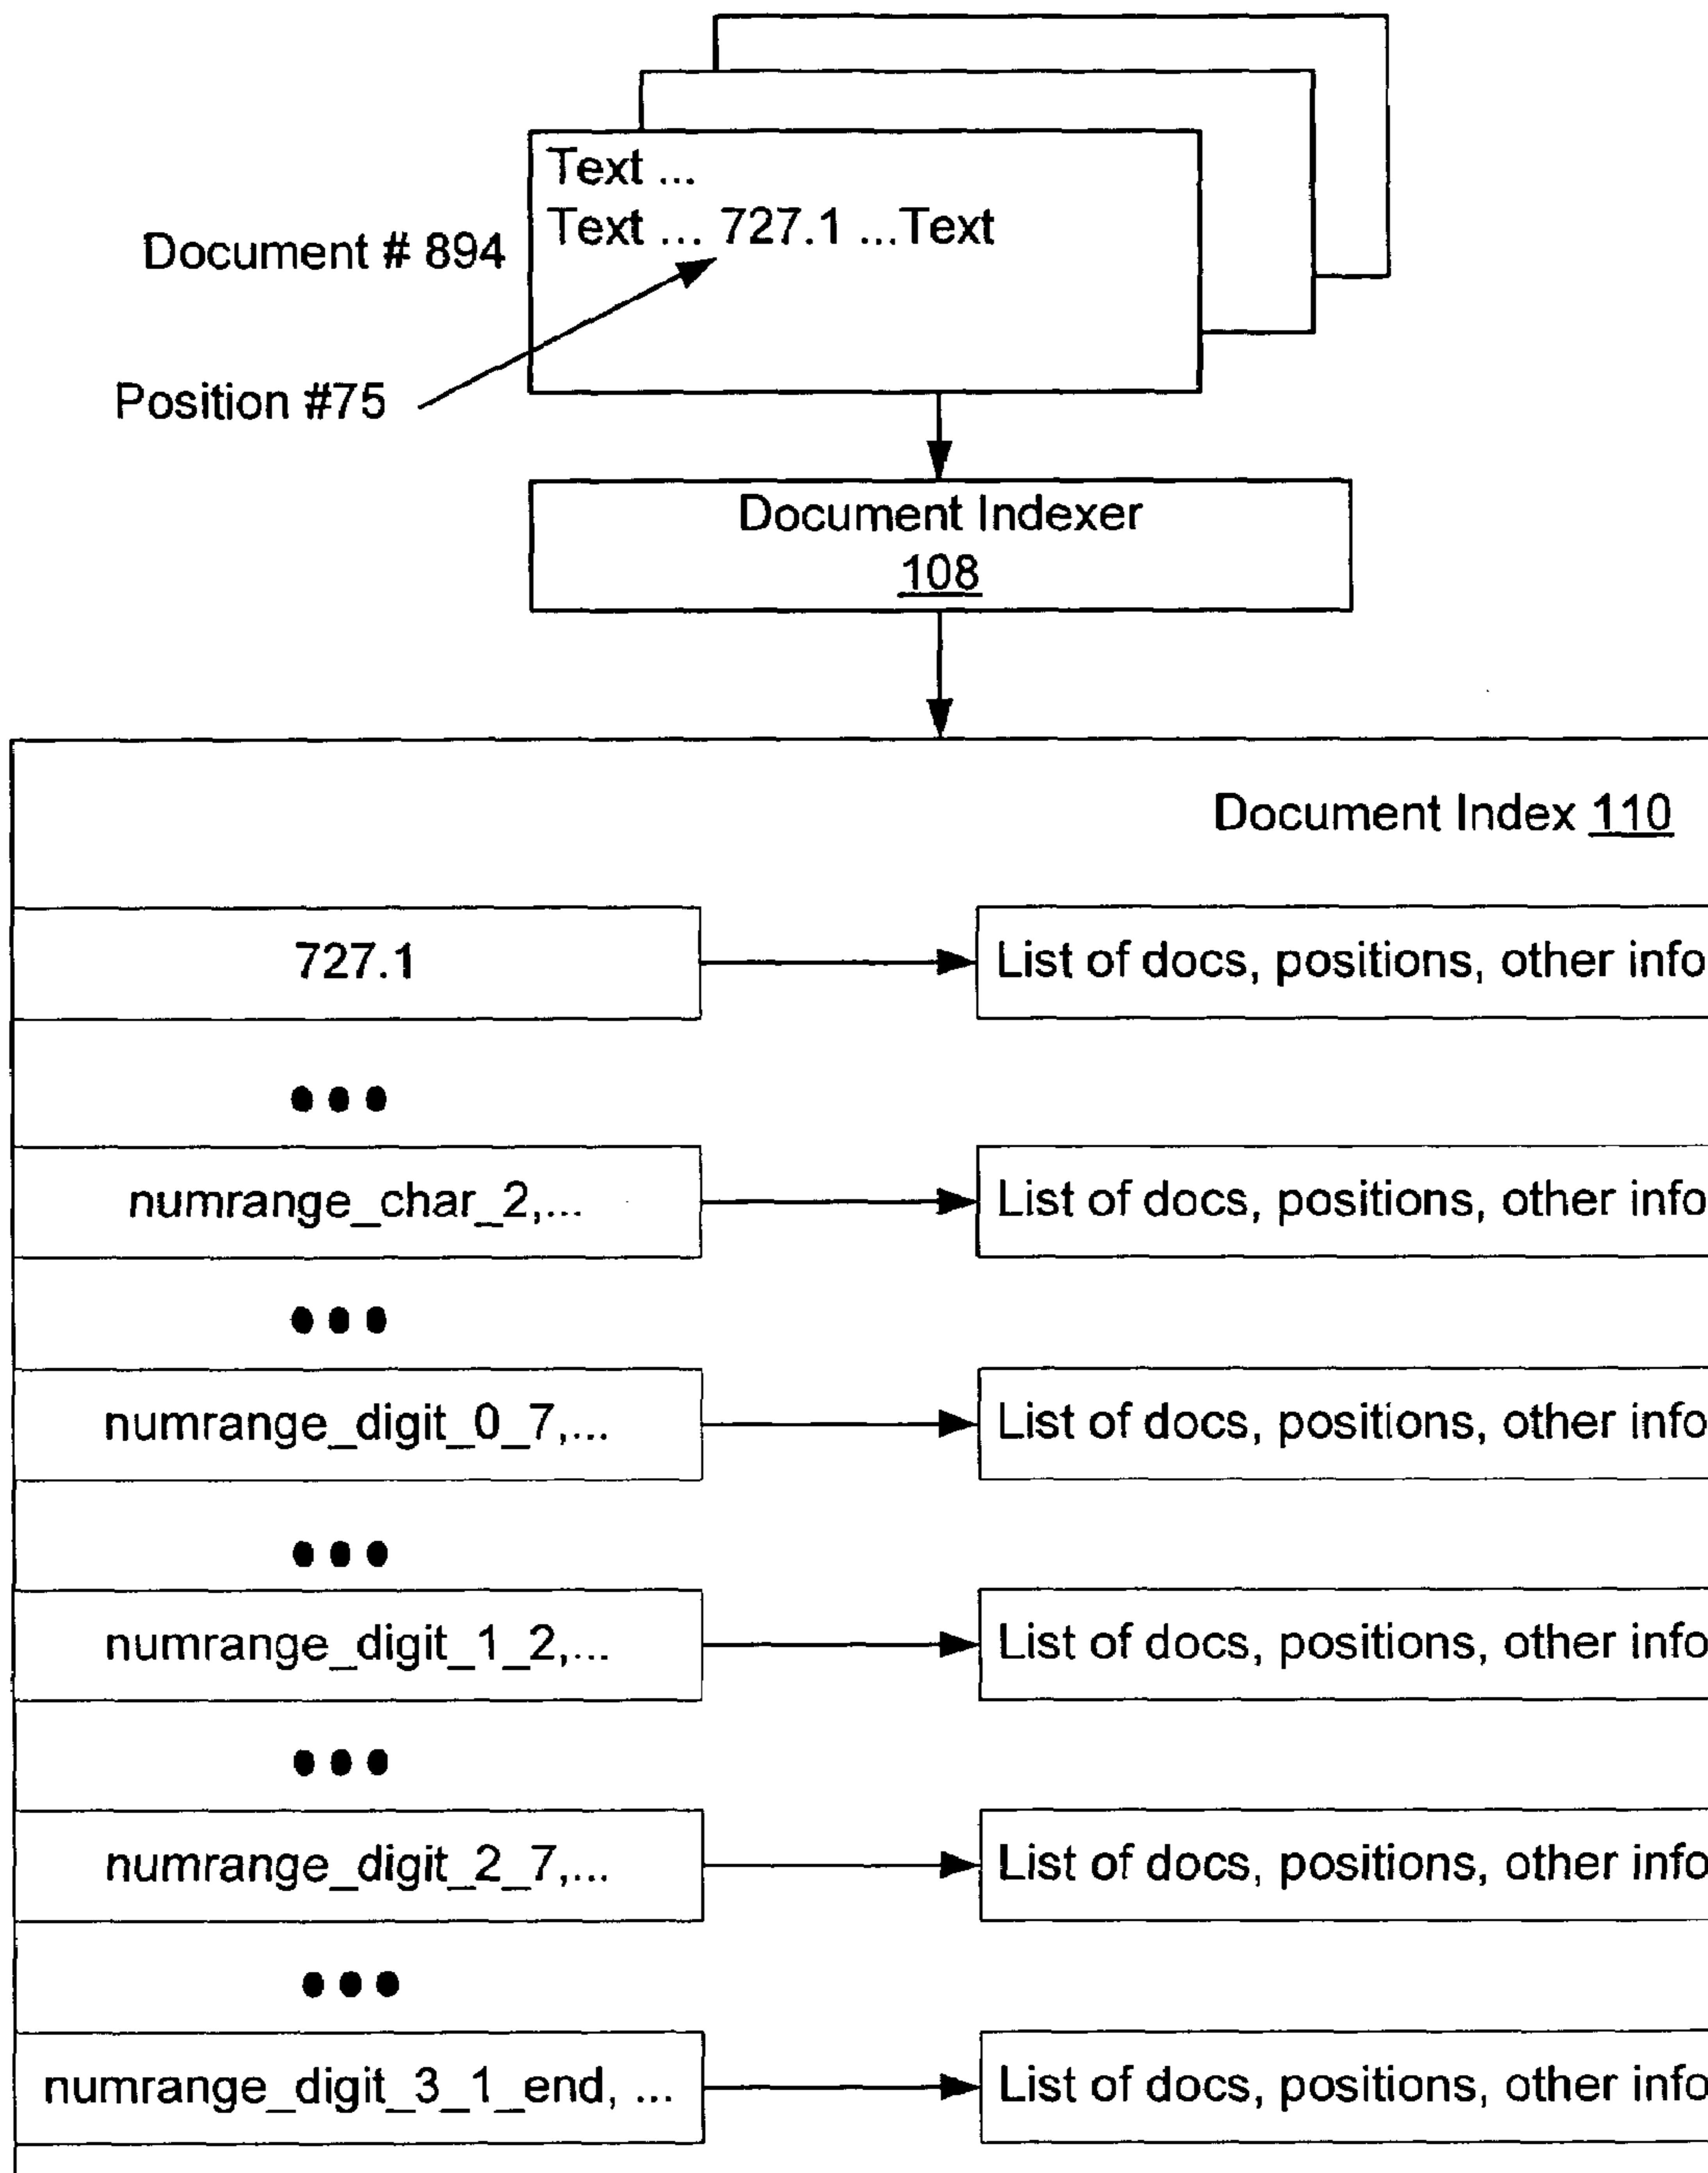 Text ...
Text ... 727.1 ...Text
Document # 894
Position #75
Document Indexer
108
Document Index 110
727.1
List of docs, positions, other info
numrange_char_2,...
List of docs, positions, other info
numrange_digit_0_7,...
List of docs, positions, other info
numrange_digit_1_2,...
List of docs, positions, other info
numrange_digit_2_7,...
List of docs, positions, other info
numrange_digit_3_1_end, ...
List of docs, positions, other info